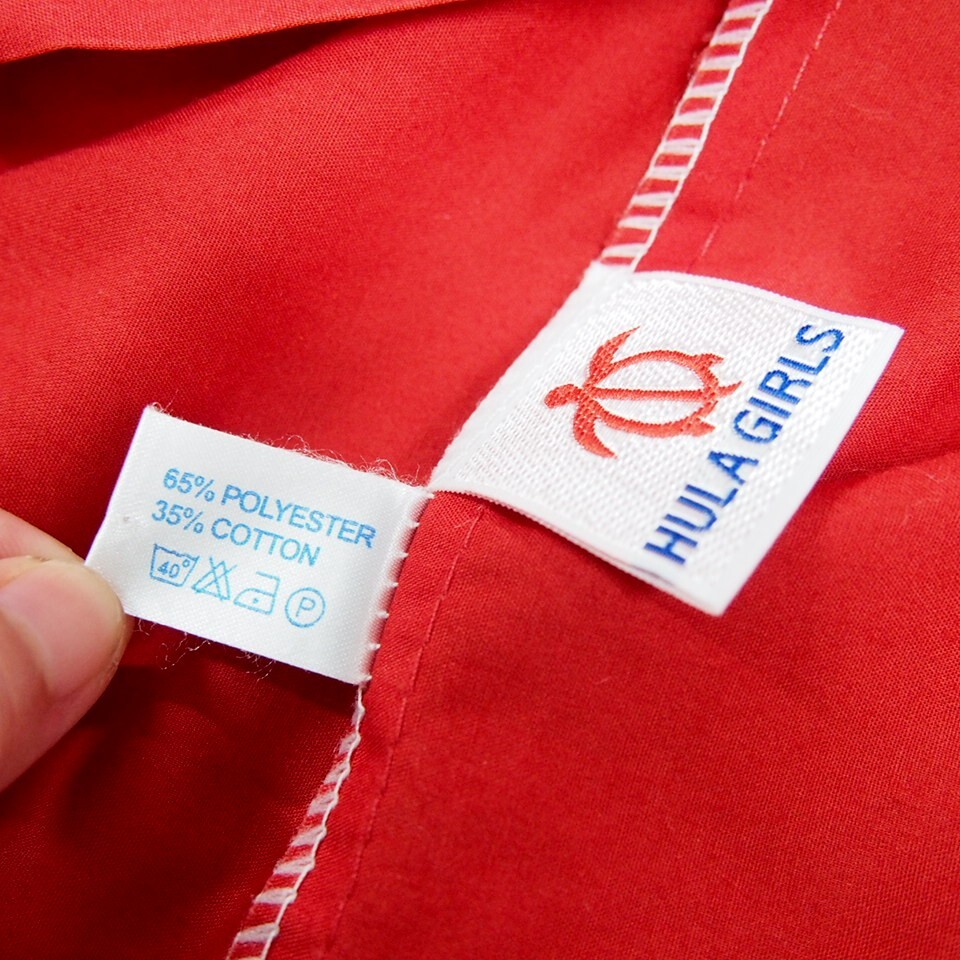 65% POLYESTER
35% COTTON
40°
P
HULA GIRLS